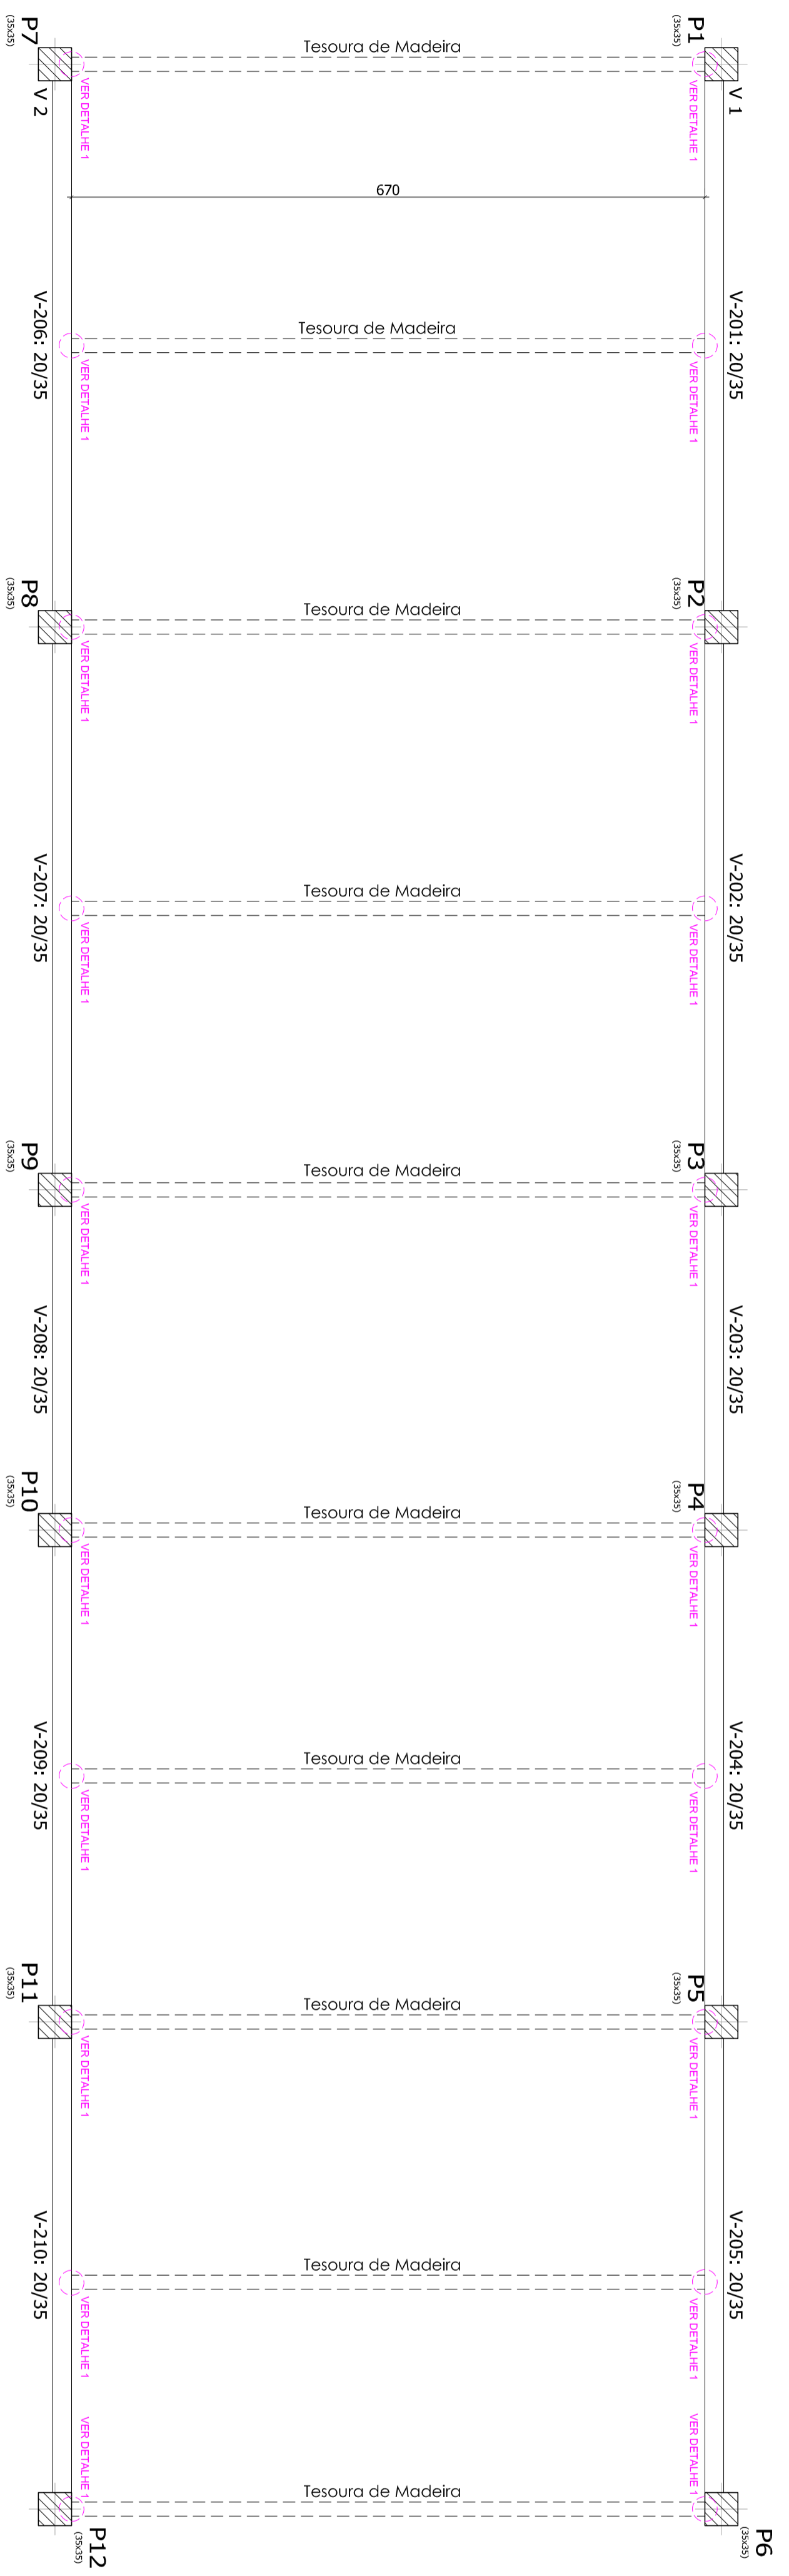 P7
(35x35)
Tesoura de Madeira
P1
(35x35)
V 2
VER DETALHE 1
VER DETALHE 1
V 1
670
V-206: 20/35
Tesoura de Madeira
V-201: 20/35
VER DETALHE 1
VER DETALHE 1
P8
(35x35)
Tesoura de Madeira
P2
(35x35)
VER DETALHE 1
VER DETALHE 1
V-207: 20/35
Tesoura de Madeira
V-202: 20/35
VER DETALHE 1
VER DETALHE 1
P9
(35x35)
Tesoura de Madeira
P3
(35x35)
VER DETALHE 1
VER DETALHE 1
V-208: 20/35
V-203: 20/35
P10
(35x35)
Tesoura de Madeira
P4
(35x35)
VER DETALHE 1
VER DETALHE 1
V-209: 20/35
Tesoura de Madeira
V-204: 20/35
VER DETALHE 1
VER DETALHE 1
P11
(35x35)
Tesoura de Madeira
P5
(35x35)
VER DETALHE 1
VER DETALHE 1
V-210: 20/35
Tesoura de Madeira
V-205: 20/35
VER DETALHE 1
VER DETALHE 1
VER DETALHE 1
VER DETALHE 1
Tesoura de Madeira
P12
(35x35)
P6
(35x35)